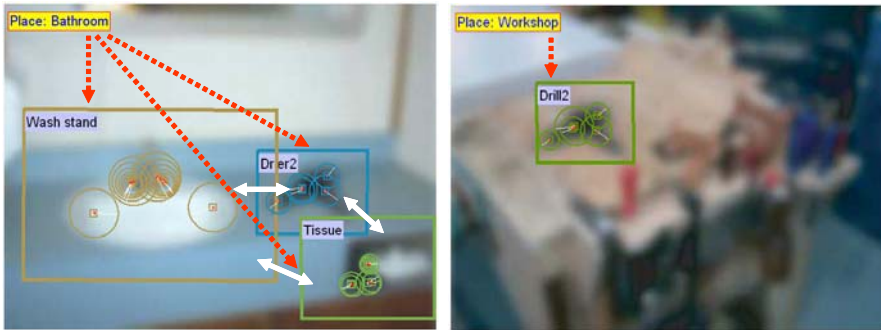 Place: Bathroom
Wash stand
Drier2
Tissue
Place: Workshop
Drill2